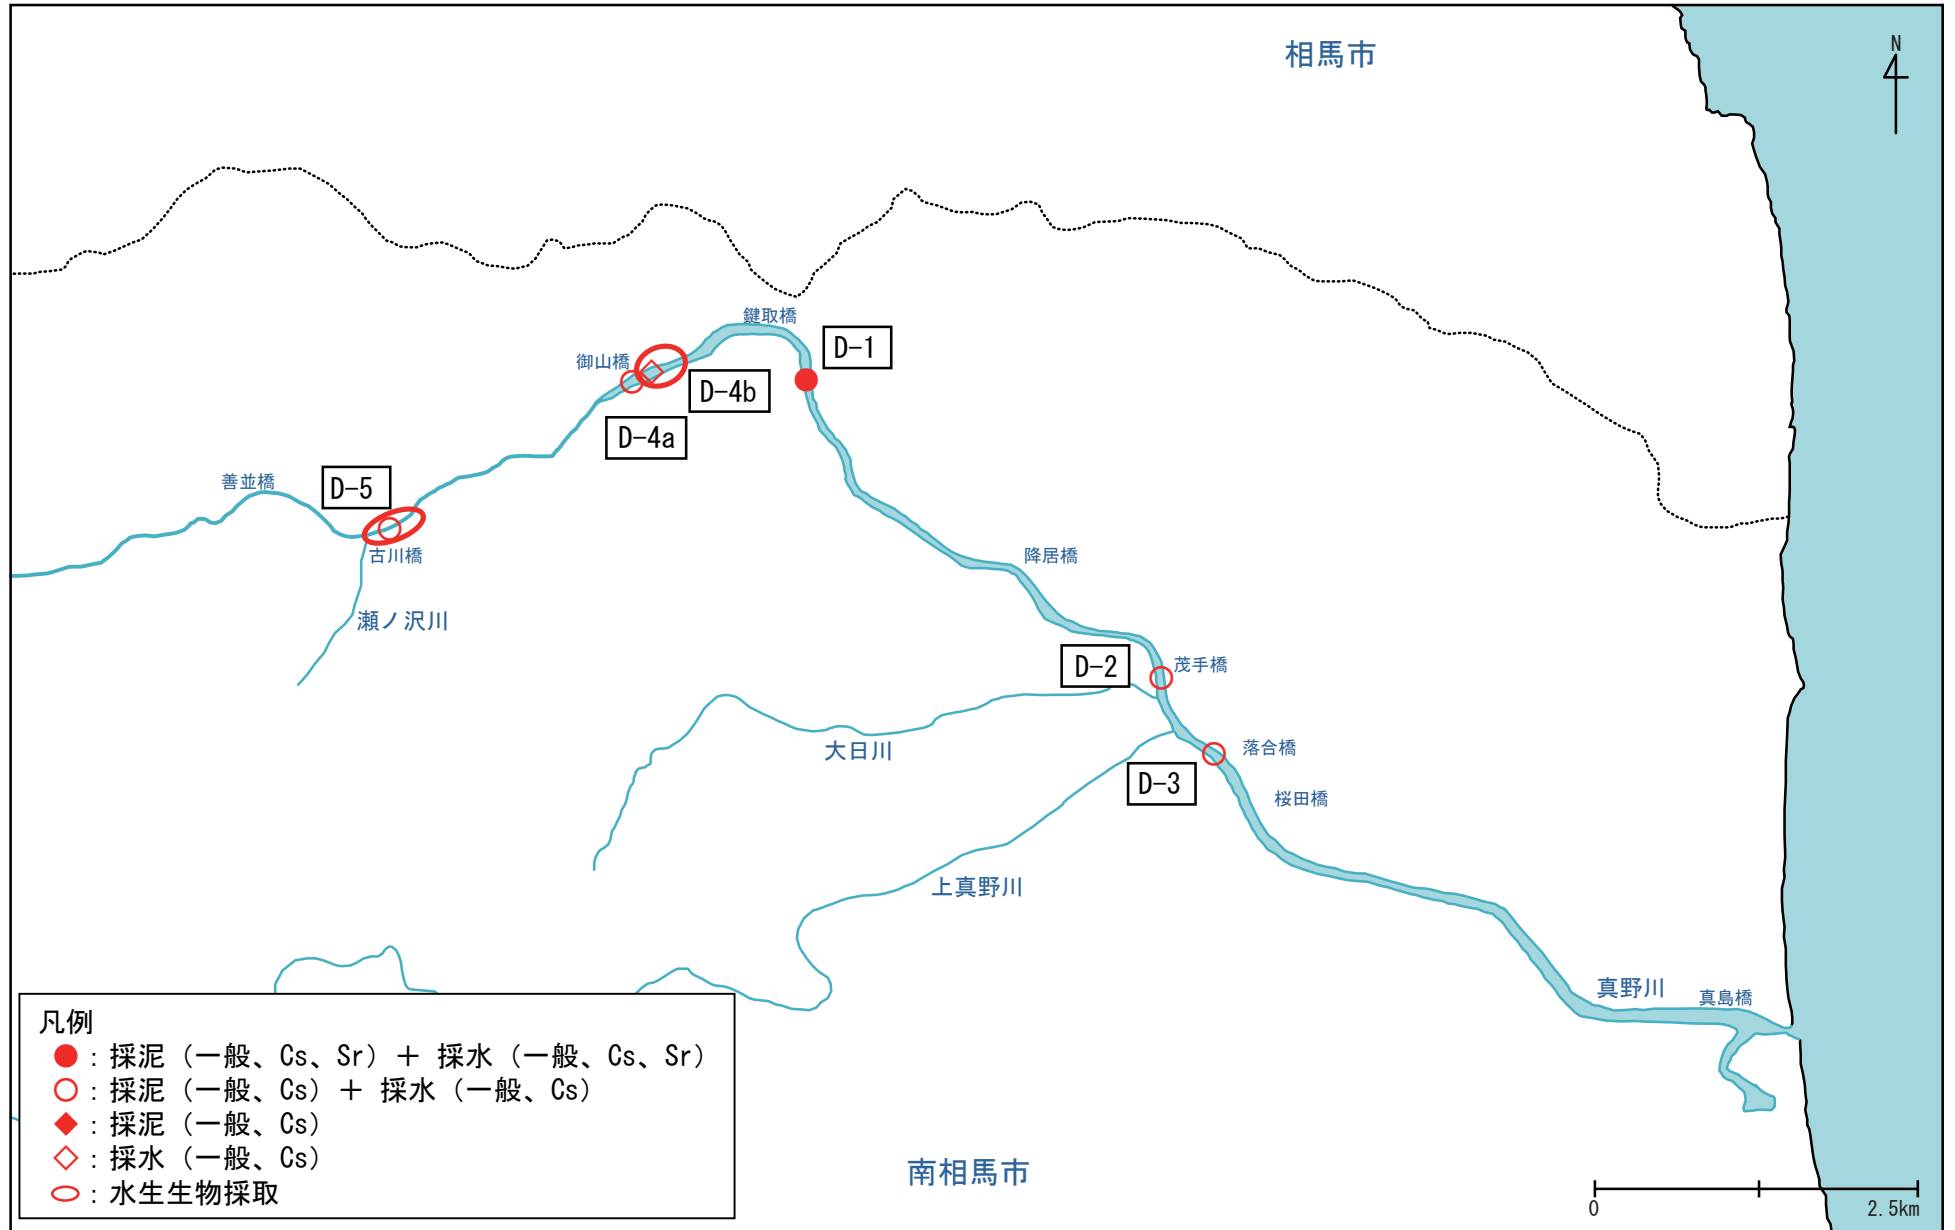 相馬市
N
鍵取橋
D-1
御山橋
D-4b
D-4a
善並橋
D-5
古川橋
瀬ノ沢川
降居橋
D-2
茂手橋
大日川
落合橋
D-3
桜田橋
上真野川
真野川
真島橋
凡例
：採泥（一般、Cs、Sr）＋ 採水（一般、Cs、Sr）
：採泥（一般、Cs）＋ 採水（一般、Cs）
：採泥（一般、Cs）
：採水（一般、Cs）
：水生生物採取
南相馬市
0 2.5km